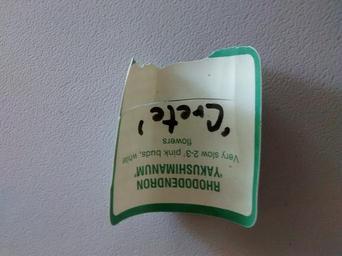 RHODODENDRON
"YAKUSHIMANUM"
Very slow 2-3' pink buds, white
flowers
'Crete'